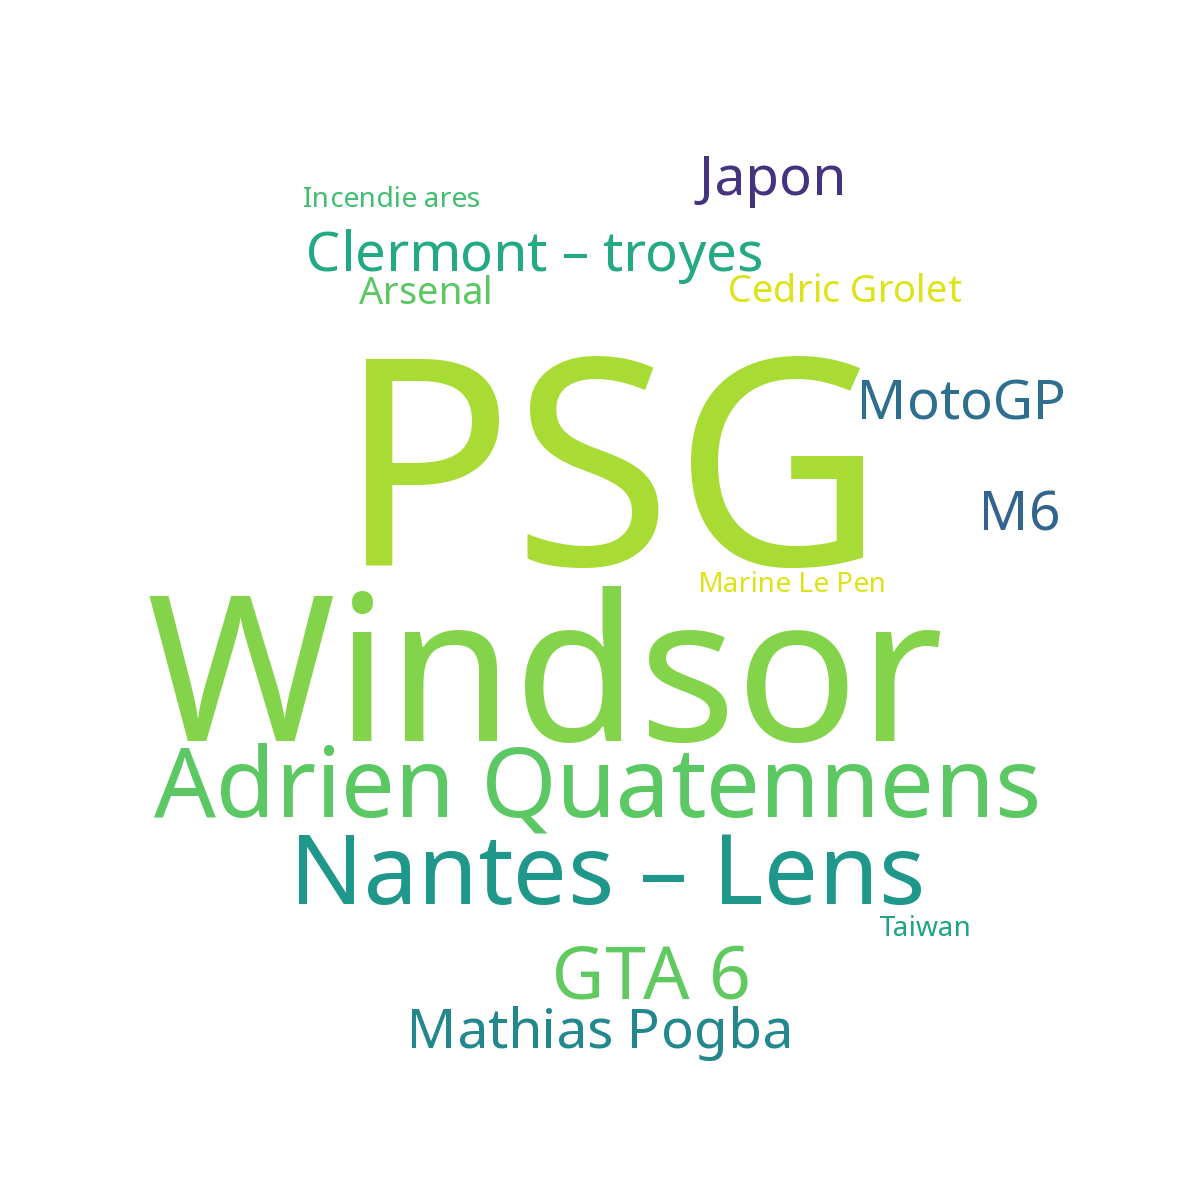 Japon
Incendie ares
Clermont – troyes
Arsenal
Cedric Grolet
PSG
MotoGP
M6
Marine Le Pen
Windsor
Adrien Quatennens
Nantes – Lens
Taiwan
GTA 6
Mathias Pogba